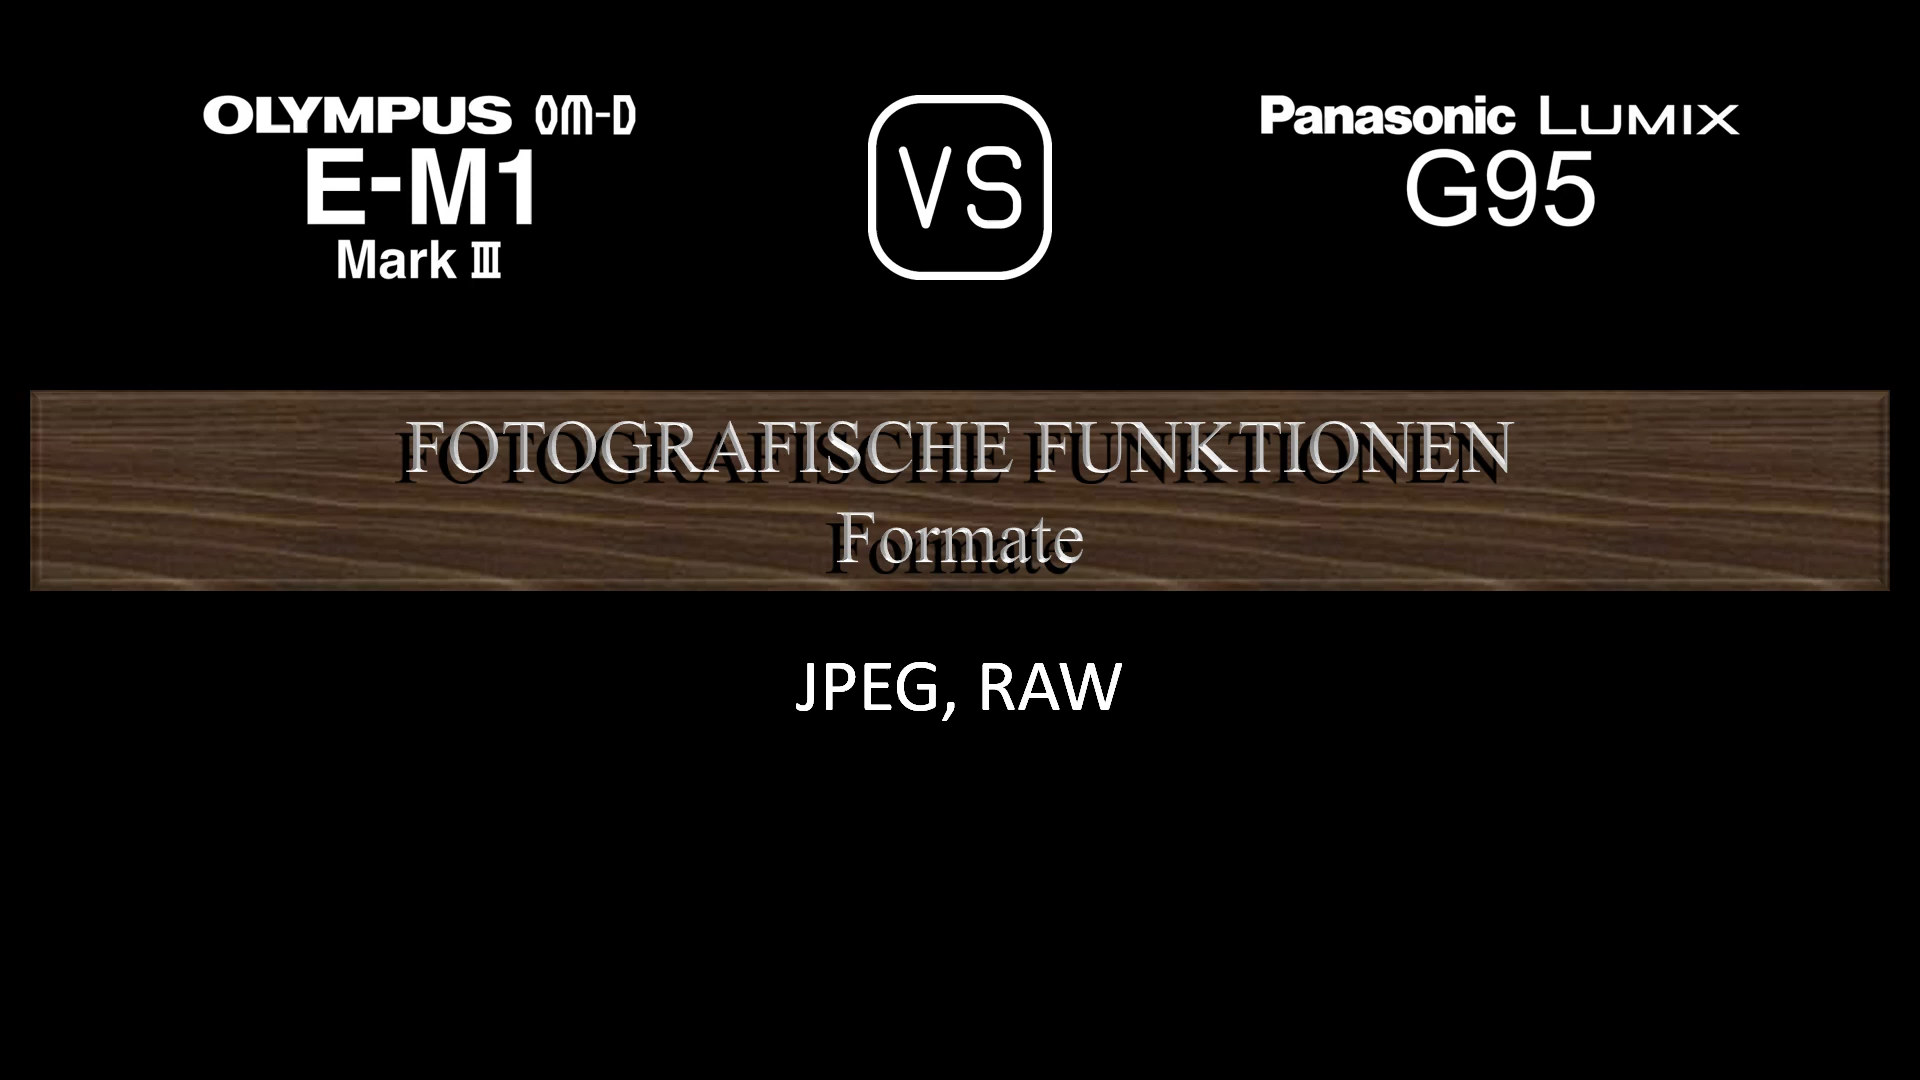 OLYMPUS OM-D
E-M1
Mark III
VS
Panasonic LUMIX
G95
FOTOGRAFISCHE FUNKTIONEN
Formate
JPEG, RAW